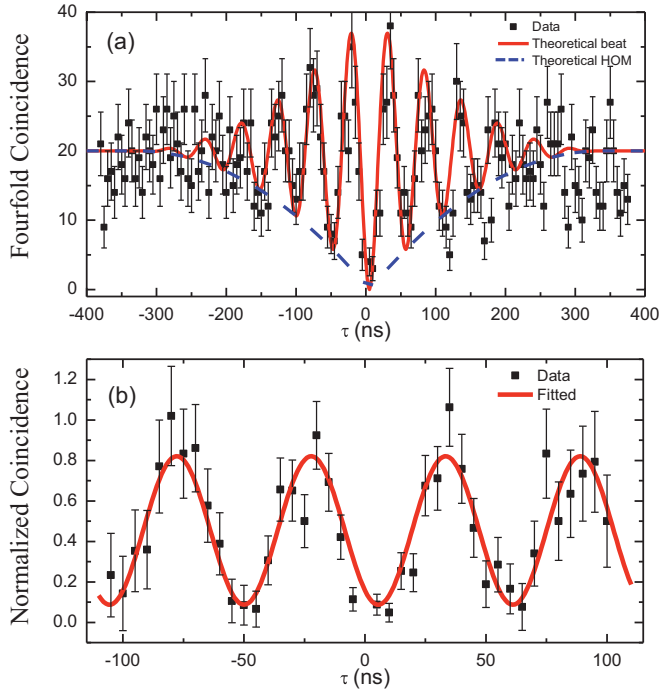 (a)
Data
Theoretical beat
Theoretical HOM
Fourfold Coincidence
40
30
20
10
0
-400 -300 -200 -100 0 100 200 300 400
τ (ns)
(b)
Data
Fitted
Normalized Coincidence
1.2
1.0
0.8
0.6
0.4
0.2
0.0
-100 -50 0 50 100
τ (ns)